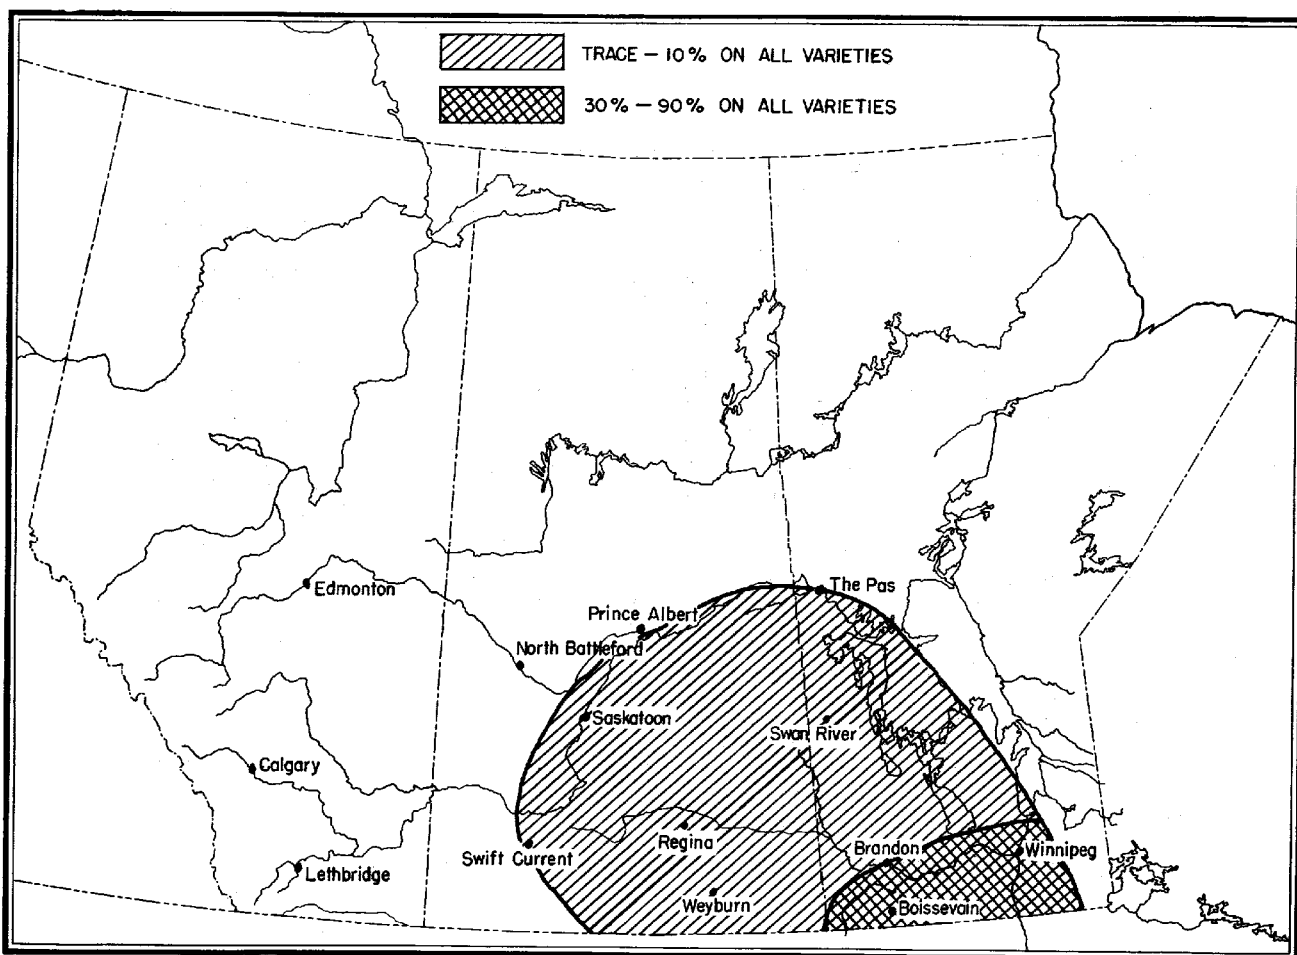 TRACE – 10% ON ALL VARIETIES
30% – 90% ON ALL VARIETIES
Edmonton
The Pas
Prince Albert
North Battleford
Saskatoon
Swan River
Calgary
Regina
Brandon
Winnipeg
Swift Current
Lethbridge
Weyburn
Boissevain